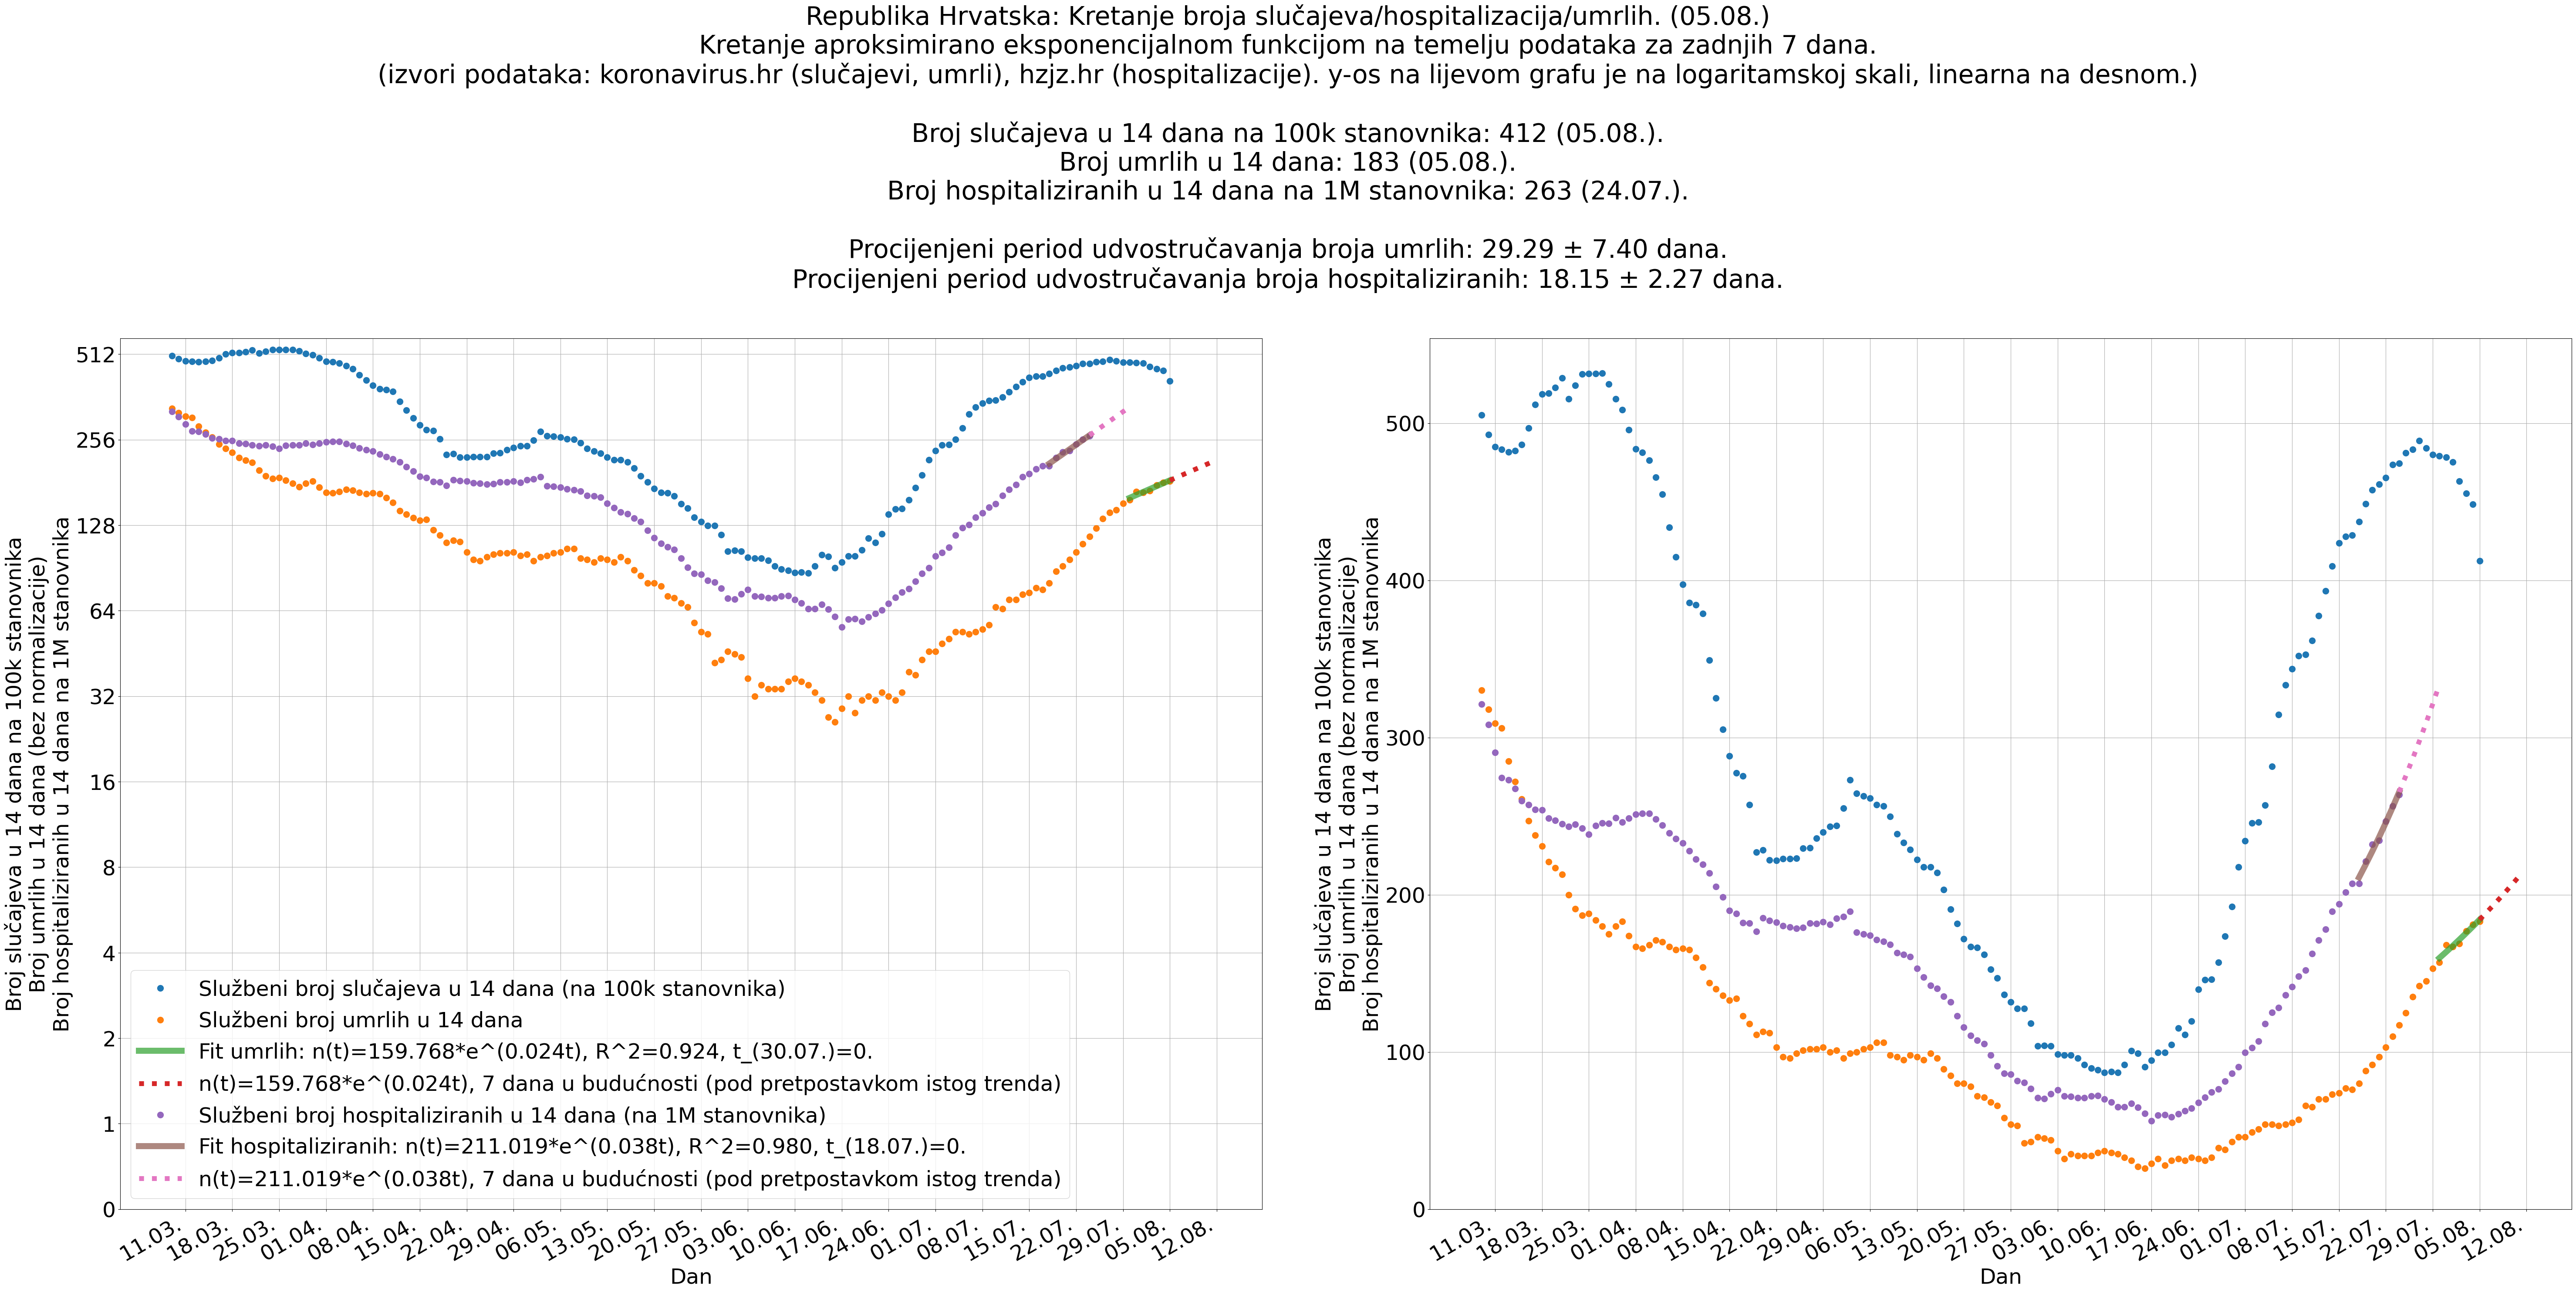 Republika Hrvatska: Kretanje broja slučajeva/hospitalizacija/umrlih. (05.08.)
Kretanje aproksimirano eksponencijalnom funkcijom na temelju podataka za zadnjih 7 dana.
(izvori podataka: koronavirus.hr (slučajevi, umrli), hzjz.hr (hospitalizacije). y-os na lijevom grafu je na logaritamskoj skali, linearna na desnom.)
Broj slučajeva u 14 dana na 100k stanovnika: 412 (05.08.).
Broj umrlih u 14 dana: 183 (05.08.).
Broj hospitaliziranih u 14 dana na 1M stanovnika: 263 (24.07.).
Procijenjeni period udvostručavanja broja umrlih: 29.29 ± 7.40 dana.
Procijenjeni period udvostručavanja broja hospitaliziranih: 18.15 ± 2.27 dana.
Broj slučajeva u 14 dana na 100k stanovnika
Broj umrlih u 14 dana (bez normalizacije)
Broj hospitaliziranih u 14 dana na 1M stanovnika
512
256
128
64
32
16
8
4
2
1
0
Službeni broj slučajeva u 14 dana (na 100k stanovnika)
Službeni broj umrlih u 14 dana
Fit umrlih: n(t)=159.768*e^(0.024t), R^2=0.924, t_(30.07.)=0.
n(t)=159.768*e^(0.024t), 7 dana u budućnosti (pod pretpostavkom istog trenda)
Službeni broj hospitaliziranih u 14 dana (na 1M stanovnika)
Fit hospitaliziranih: n(t)=211.019*e^(0.038t), R^2=0.980, t_(18.07.)=0.
n(t)=211.019*e^(0.038t), 7 dana u budućnosti (pod pretpostavkom istog trenda)
11.03. 18.03. 25.03. 01.04. 08.04. 15.04. 22.04. 29.04. 06.05. 13.05. 20.05. 27.05. 03.06. 10.06. 17.06. 24.06. 01.07. 08.07. 15.07. 22.07. 29.07. 05.08. 12.08.
Dan
Broj slučajeva u 14 dana na 100k stanovnika
Broj umrlih u 14 dana (bez normalizacije)
Broj hospitaliziranih u 14 dana na 1M stanovnika
500
400
300
200
100
0
11.03. 18.03. 25.03. 01.04. 08.04. 15.04. 22.04. 29.04. 06.05. 13.05. 20.05. 27.05. 03.06. 10.06. 17.06. 24.06. 01.07. 08.07. 15.07. 22.07. 29.07. 05.08. 12.08.
Dan